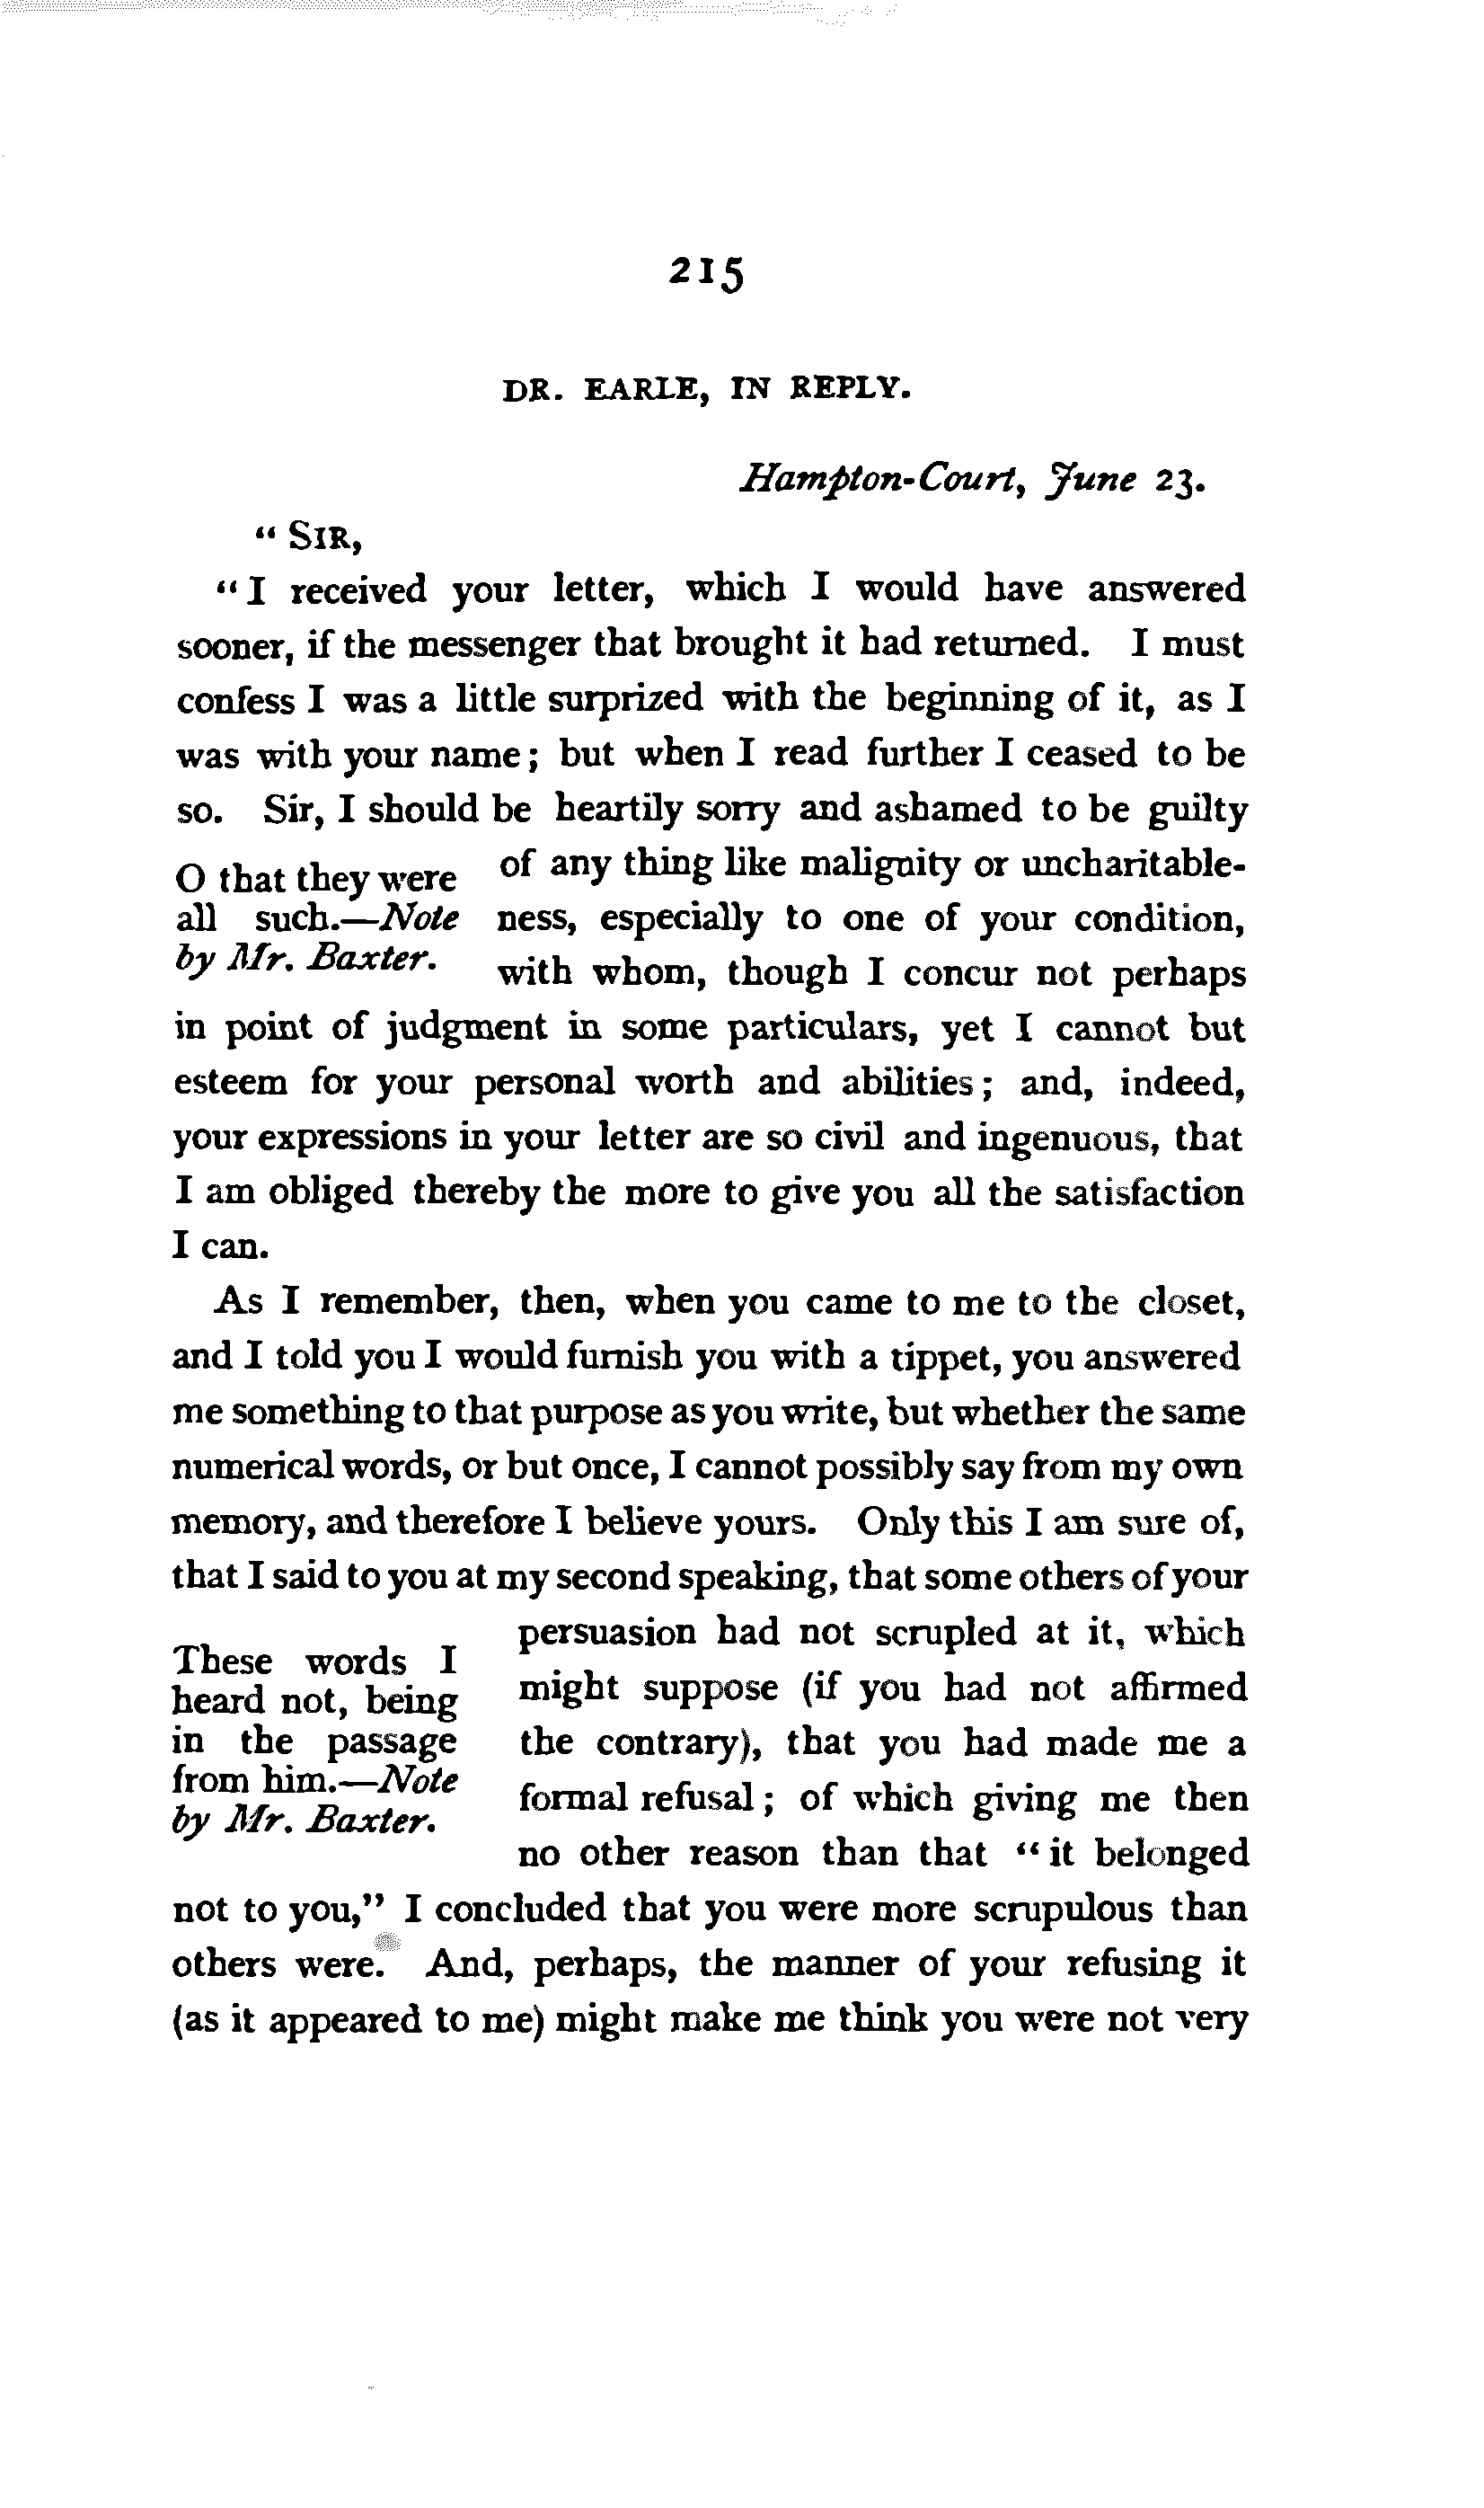 215
DR. EARLE, IN REPLY.
Hampton-Court, June 23.
“ SIR,
“ I received your letter, which I would have answered
sooner, if the messenger that brought it had returned. I must
confess I was a little surprized with the beginning of it, as I
was with your name; but when I read further I ceased to be
so. Sir, I should be heartily sorry and ashamed to be guilty
O that they were
all such.—Note
by Mr. Baxter.
of any thing like malignity or uncharitable-
ness, especially to one of your condition,
with whom, though I concur not perhaps
in point of judgment in some particulars, yet I cannot but
esteem for your personal worth and abilities; and, indeed,
your expressions in your letter are so civil and ingenuous, that
I am obliged thereby the more to give you all the satisfaction
I can.
As I remember, then, when you came to me to the closet,
and I told you I would furnish you with a tippet, you answered
me something to that purpose as you write, but whether the same
numerical words, or but once, I cannot possibly say from my own
memory, and therefore I believe yours. Only this I am sure of,
that I said to you at my second speaking, that some others of your
These words I
heard not, being
in the passage
from him.—Note
by Mr. Baxter.
persuasion had not scrupled at it, which
might suppose (if you had not affirmed
the contrary), that you had made me a
formal refusal; of which giving me then
no other reason than that “ it belonged
not to you,” I concluded that you were more scrupulous than
others were. And, perhaps, the manner of your refusing it
(as it appeared to me) might make me think you were not very